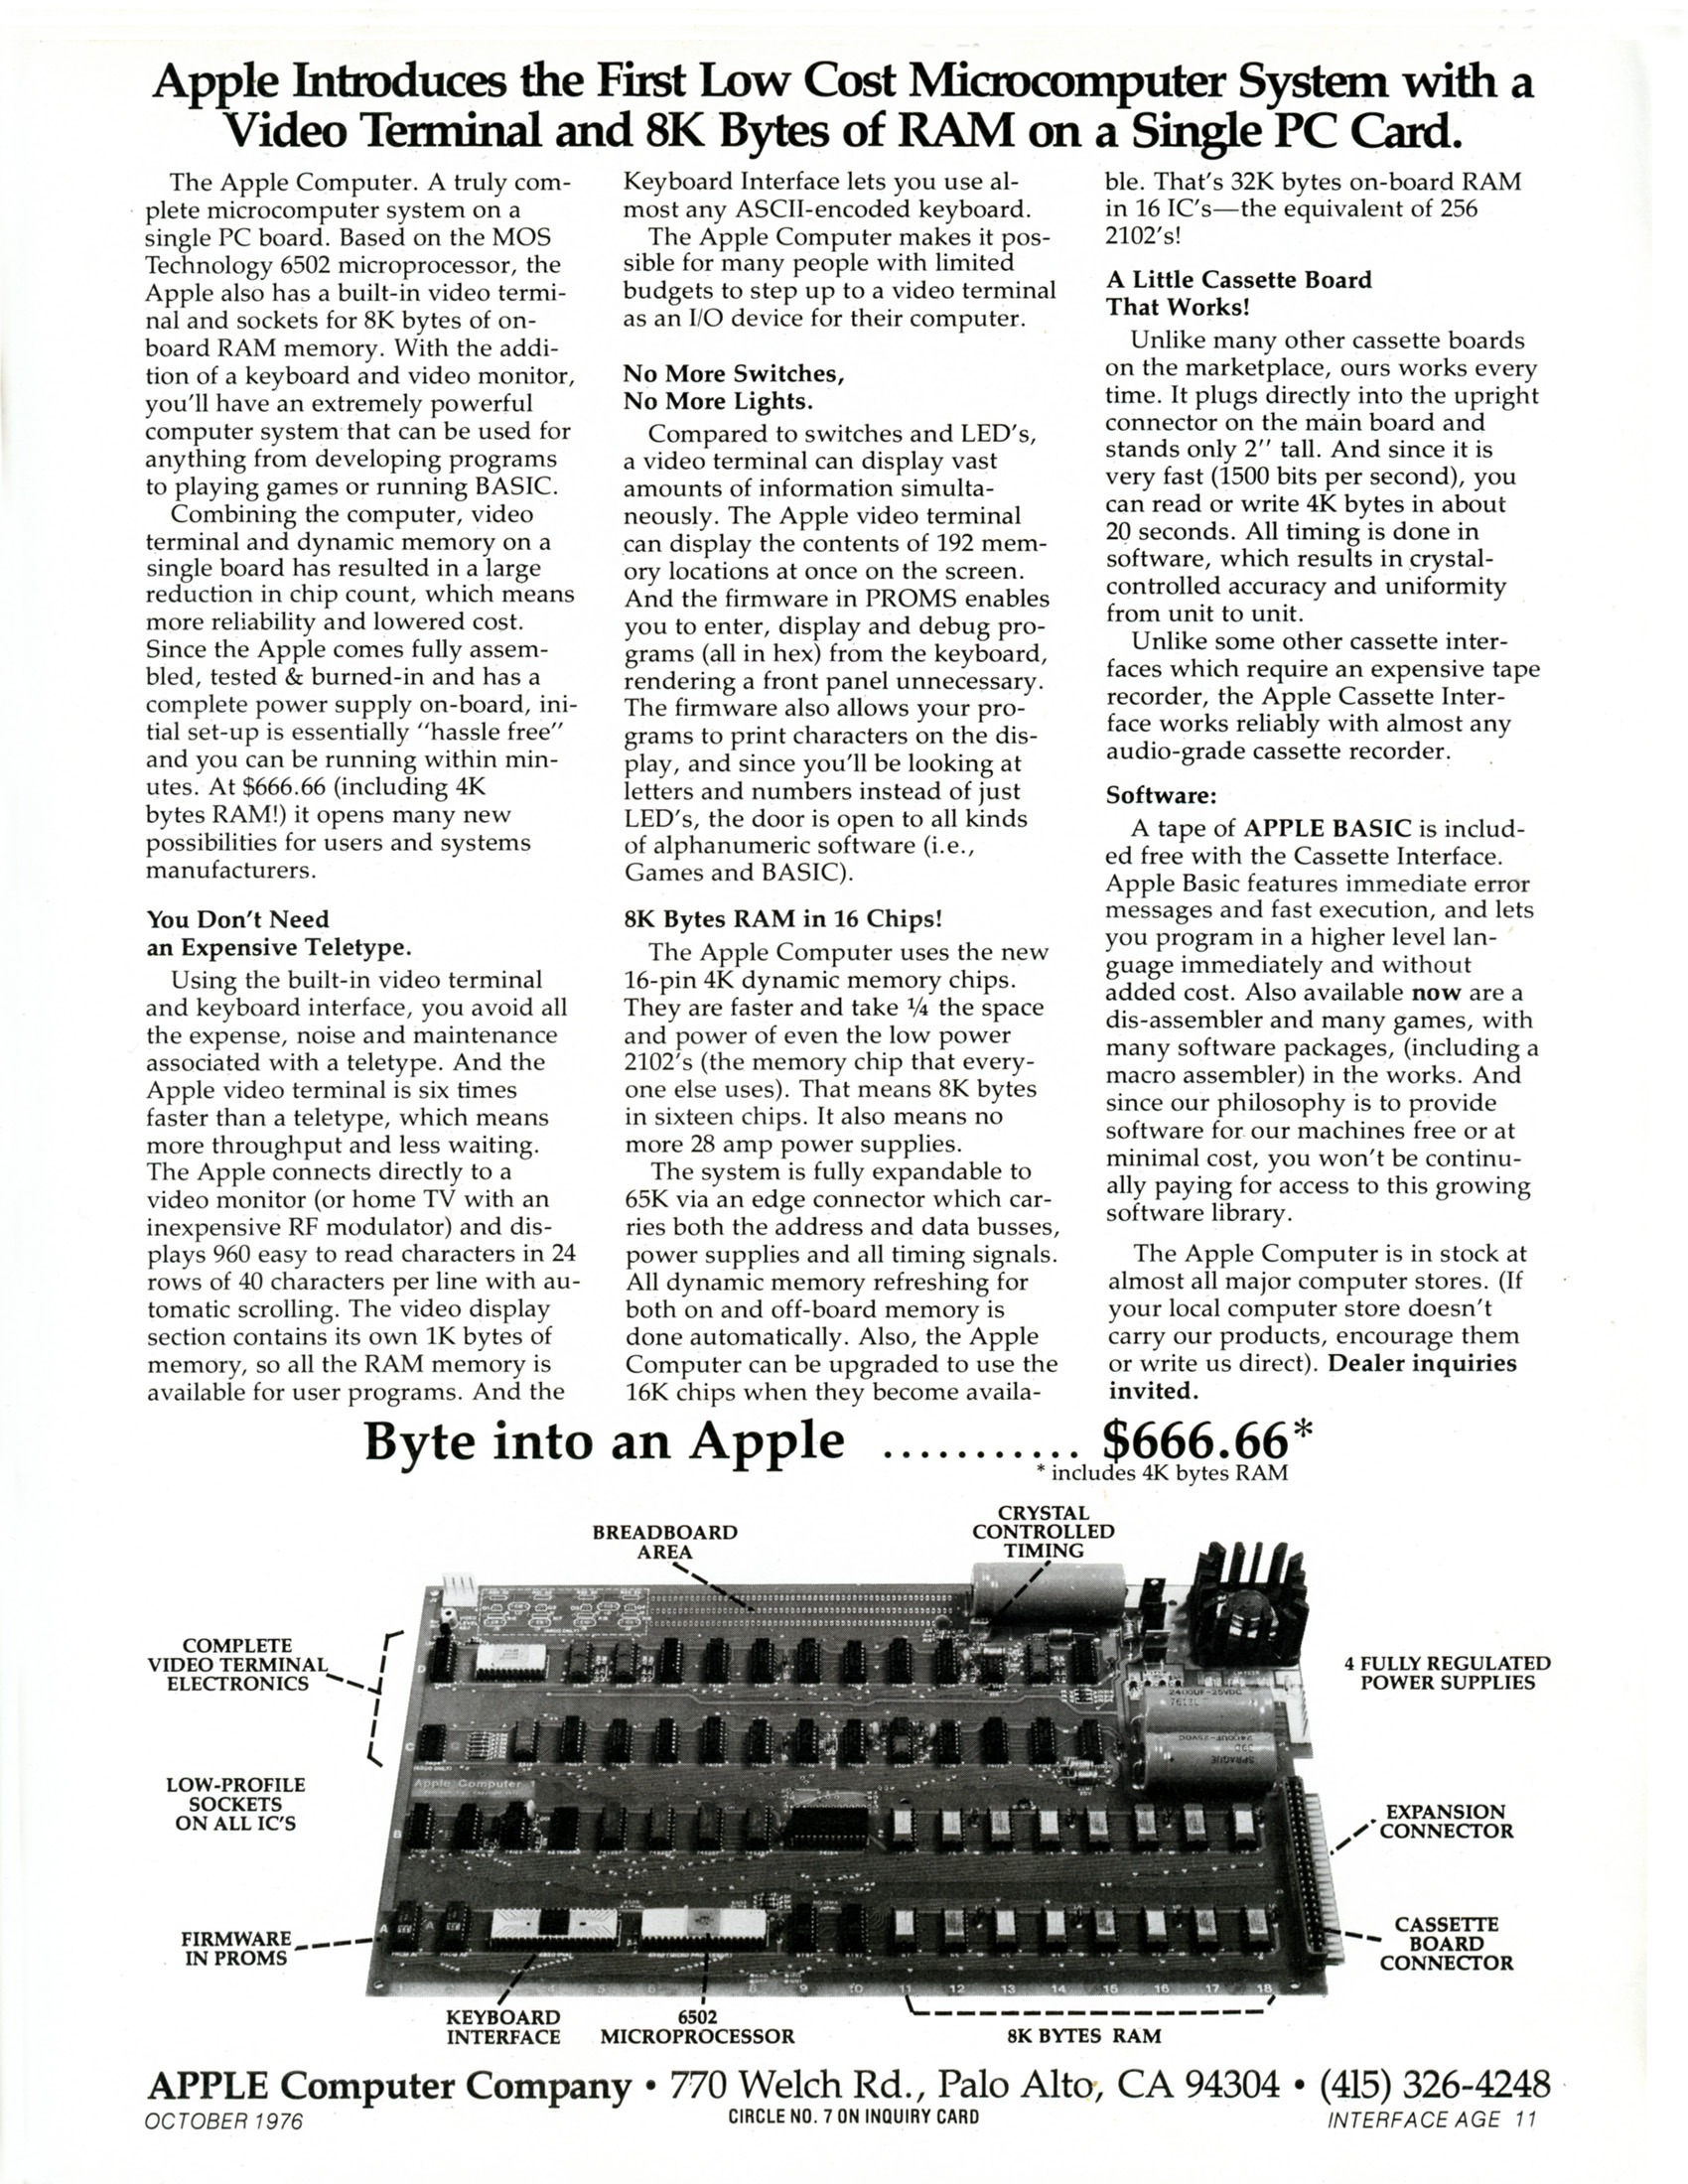 Apple Introduces the First Low Cost Microcomputer System with a
Video Terminal and 8K Bytes of RAM on a Single PC Card.
The Apple Computer. A truly com-
plete microcomputer system on a
single PC board. Based on the MOS
Technology 6502 microprocessor, the
Apple also has a built-in video termi-
nal and sockets for 8K bytes of on-
board RAM memory. With the addi-
tion of a keyboard and video monitor,
you'll have an extremely powerful
computer system that can be used for
anything from developing programs
to playing games or running BASIC.
Combining the computer, video
terminal and dynamic memory on a
single board has resulted in a large
reduction in chip count, which means
more reliability and lowered cost.
Since the Apple comes fully assem-
bled, tested & burned-in and has a
complete power supply on-board, ini-
tial set-up is essentially "hassle free"
and you can be running within min-
utes. At $666.66 (including 4K
bytes RAM!) it opens many new
possibilities for users and systems
manufacturers.
You Don't Need
an Expensive Teletype.
Using the built-in video terminal
and keyboard interface, you avoid all
the expense, noise and maintenance
associated with a teletype. And the
Apple video terminal is six times
faster than a teletype, which means
more throughput and less waiting.
The Apple connects directly to a
video monitor (or home TV with an
inexpensive RF modulator) and dis-
plays 960 easy to read characters in 24
rows of 40 characters per line with au-
tomatic scrolling. The video display
section contains its own 1K bytes of
memory, so all the RAM memory is
available for user programs. And the
Keyboard Interface lets you use al-
most any ASCII-encoded keyboard.
The Apple Computer makes it pos-
sible for many people with limited
budgets to step up to a video terminal
as an I/O device for their computer.
No More Switches,
No More Lights.
Compared to switches and LED's,
a video terminal can display vast
amounts of information simulta-
neously. The Apple video terminal
can display the contents of 192 mem-
ory locations at once on the screen.
And the firmware in PROMS enables
you to enter, display and debug pro-
grams (all in hex) from the keyboard,
rendering a front panel unnecessary.
The firmware also allows your pro-
grams to print characters on the dis-
play, and since you'll be looking at
letters and numbers instead of just
LED's, the door is open to all kinds
of alphanumeric software (i.e.,
Games and BASIC).
8K Bytes RAM in 16 Chips!
The Apple Computer uses the new
16-pin 4K dynamic memory chips.
They are faster and take ¼ the space
and power of even the low power
2102's (the memory chip that every-
one else uses). That means 8K bytes
in sixteen chips. It also means no
more 28 amp power supplies.
The system is fully expandable to
65K via an edge connector which car-
ries both the address and data busses,
power supplies and all timing signals.
All dynamic memory refreshing for
both on and off-board memory is
done automatically. Also, the Apple
Computer can be upgraded to use the
16K chips when they become availa-
ble. That's 32K bytes on-board RAM
in 16 IC's—the equivalent of 256
2102's!
A Little Cassette Board
That Works!
Unlike many other cassette boards
on the marketplace, ours works every
time. It plugs directly into the upright
connector on the main board and
stands only 2" tall. And since it is
very fast (1500 bits per second), you
can read or write 4K bytes in about
20 seconds. All timing is done in
software, which results in crystal-
controlled accuracy and uniformity
from unit to unit.
Unlike some other cassette inter-
faces which require an expensive tape
recorder, the Apple Cassette Inter-
face works reliably with almost any
audio-grade cassette recorder.
Software:
A tape of APPLE BASIC is includ-
ed free with the Cassette Interface.
Apple Basic features immediate error
messages and fast execution, and lets
you program in a higher level lan-
guage immediately and without
added cost. Also available now are a
dis-assembler and many games, with
many software packages, (including a
macro assembler) in the works. And
since our philosophy is to provide
software for our machines free or at
minimal cost, you won't be continu-
ally paying for access to this growing
software library.
The Apple Computer is in stock at
almost all major computer stores. (If
your local computer store doesn't
carry our products, encourage them
or write us direct). Dealer inquiries
invited.
Byte into an Apple ........... $666.66*
* includes 4K bytes RAM
BREADBOARD
AREA
CRYSTAL
CONTROLLED
TIMING
COMPLETE
VIDEO TERMINAL
ELECTRONICS
4 FULLY REGULATED
POWER SUPPLIES
2400UF-25VDC
2400UF-25VDC
SPRAGUE
Apple Computer
LOW-PROFILE
SOCKETS
ON ALL IC'S
EXPANSION
CONNECTOR
FIRMWARE
IN PROMS
CASSETTE
BOARD
CONNECTOR
9 10 11 12 13 14 15 16 17 18
KEYBOARD
INTERFACE
6502
MICROPROCESSOR
8K BYTES RAM
APPLE Computer Company • 770 Welch Rd., Palo Alto, CA 94304 • (415) 326-4248
OCTOBER 1976
CIRCLE NO. 7 ON INQUIRY CARD
INTERFACE AGE 11